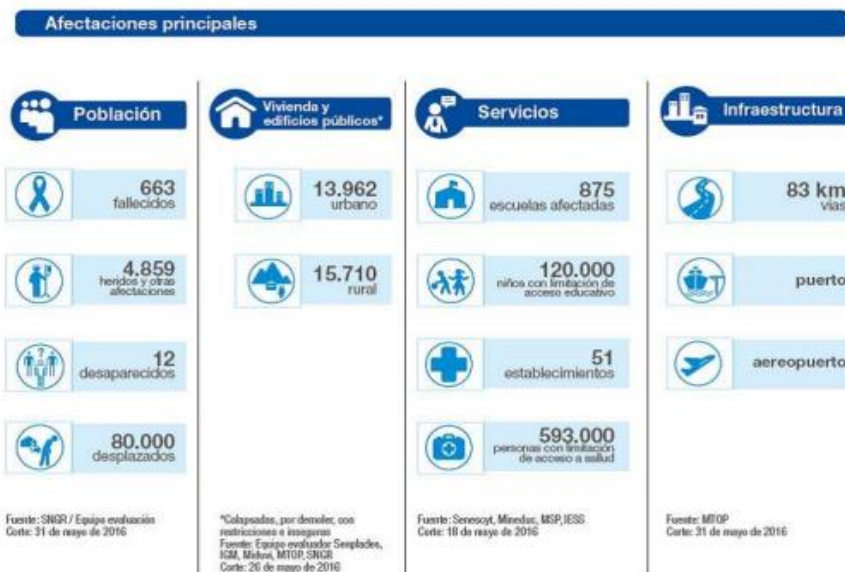 Afectaciones principales
Población
663
fallecidos
4.859
heridos y otras
afectaciones
12
desaparecidos
80.000
desplazados
Fuente: SNGR / Equipo evaluación
Corte: 31 de mayo de 2016
Vivienda y
edificios públicos*
13.962
urbano
15.710
rural
*Colapsadas, por demoler, con
restricciones e inseguras
Fuente: Equipo evaluador Senplades,
IGM, Miduvi, MTOP, SNGR
Corte: 26 de mayo de 2016
Servicios
875
escuelas afectadas
120.000
niños con limitación de
acceso educativo
51
establecimientos
593.000
personas con limitación
de acceso a sallud
Fuente: Senescyt, Mineduc, MSP, IESS
Corte: 18 de mayo de 2016
Infraestructura
83 km
vías
puerto
aereopuerto
Fuente: MTOP
Corte: 31 de mayo de 2016